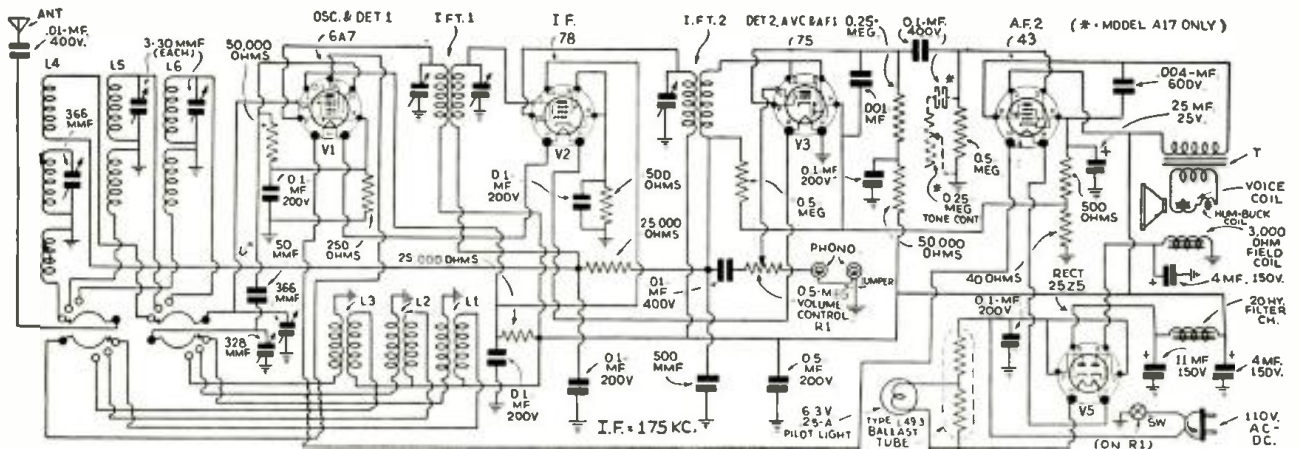 ANT
.01-MF.
400V.
L4
3-30 MMF
(EACH)
L5
L6
366
MMF
50,000
OHMS
OSC. & DET 1
6A7
V1
I.F.T.1
I.F.
78
V2
I.F.T.2
DET 2, AVC & AF1
75
V3
0.25-
MEG.
0.1-MF.
400V.
A.F.2
43
(* - MODEL A17 ONLY)
.001
MF
*
0.5
MEG
0.1-MF
200V.
*
0.25
MEG
TONE CONT
.004-MF.
600V.
25 MF.
25V.
T
VOICE
COIL
HUM-BUCK
COIL
3,000
OHM
FIELD
COIL
4 MF. 150V.
20 HY.
FILTER
CH.
500
OHMS
40 OHMS
RECT
25Z5
0.1-MF
200V
V5
11 MF
150V
4 MF.
150V.
SW
(ON R1)
110V.
AC-
DC.
0.1
MF
200V
250
OHMS
0.1
MF
200V
500
OHMS
25,000
OHMS
0.5
MEG
50,000
OHMS
PHONO
JUMPER
.01
MF
400V
0.5-M
VOLUME
CONTROL
R1
50
MMF
366
MMF
328
MMF
L3
L2
L1
0.1
MF
200V
0.1-
MF
200V
500
MMF
0.5
MF
200V
6.3 V
.25-A
PILOT LIGHT
TYPE L49.3
BALLAST
TUBE
I.F. = 175 KC.